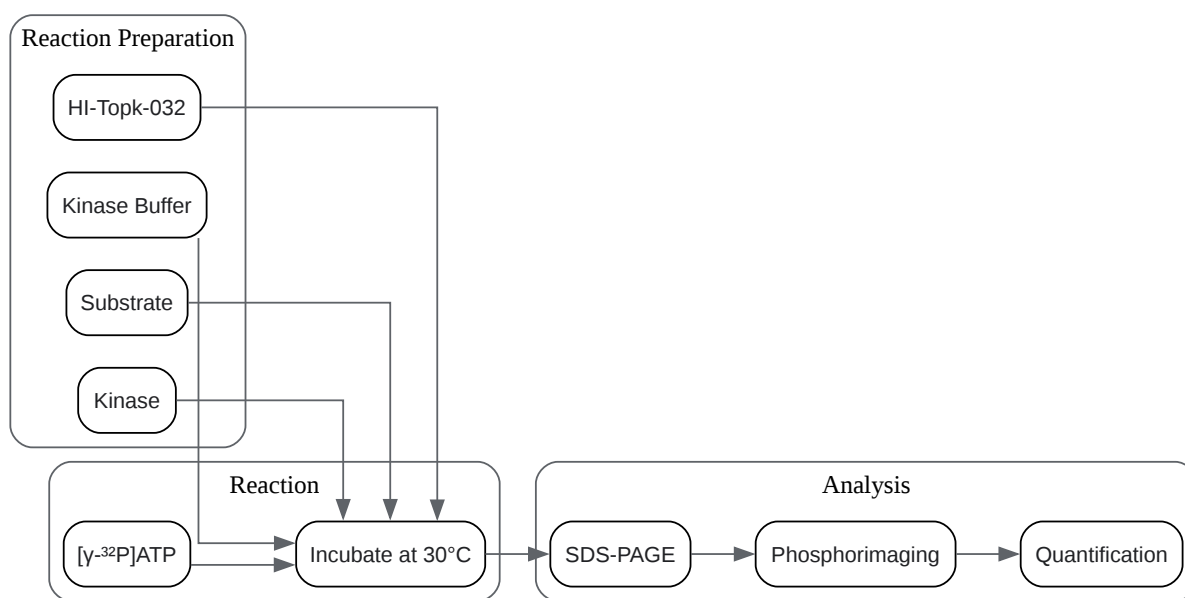 Reaction Preparation
HI-Topk-032
Kinase Buffer
Substrate
Kinase
Reaction
[γ-³²P]ATP
Incubate at 30°C
Analysis
SDS-PAGE
Phosphorimaging
Quantification